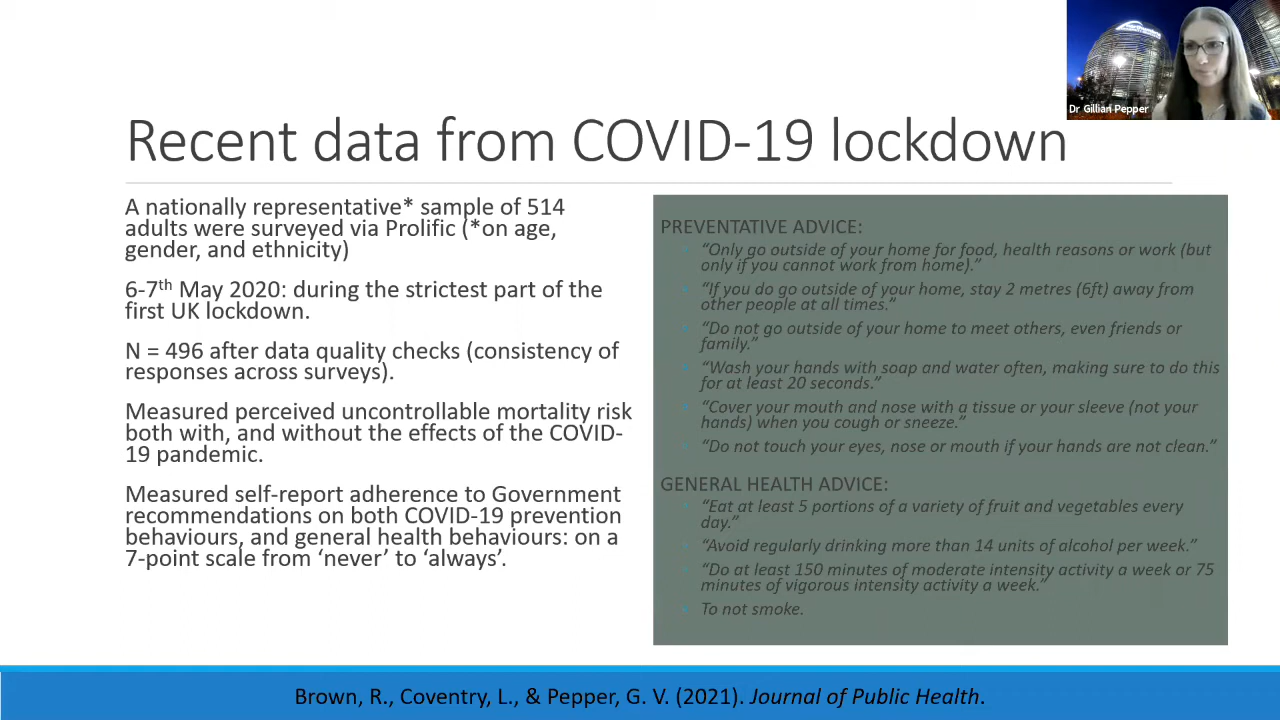 Dr Gillian Pepper
Recent data from COVID-19 lockdown
A nationally representative* sample of 514
adults were surveyed via Prolific (*on age,
gender, and ethnicity)
6-7th May 2020: during the strictest part of the
first UK lockdown.
N = 496 after data quality checks (consistency of
responses across surveys).
Measured perceived uncontrollable mortality risk
both with, and without the effects of the COVID-
19 pandemic.
Measured self-report adherence to Government
recommendations on both COVID-19 prevention
behaviours, and general health behaviours: on a
7-point scale from ‘never’ to ‘always’.
PREVENTATIVE ADVICE:
“Only go outside of your home for food, health reasons or work (but
only if you cannot work from home).”
“If you do go outside of your home, stay 2 metres (6ft) away from
other people at all times.”
“Do not go outside of your home to meet others, even friends or
family.”
“Wash your hands with soap and water often, making sure to do this
for at least 20 seconds.”
“Cover your mouth and nose with a tissue or your sleeve (not your
hands) when you cough or sneeze.”
“Do not touch your eyes, nose or mouth if your hands are not clean.”
GENERAL HEALTH ADVICE:
“Eat at least 5 portions of a variety of fruit and vegetables every
day.”
“Avoid regularly drinking more than 14 units of alcohol per week.”
“Do at least 150 minutes of moderate intensity activity a week or 75
minutes of vigorous intensity activity a week.”
To not smoke.
Brown, R., Coventry, L., & Pepper, G. V. (2021). Journal of Public Health.